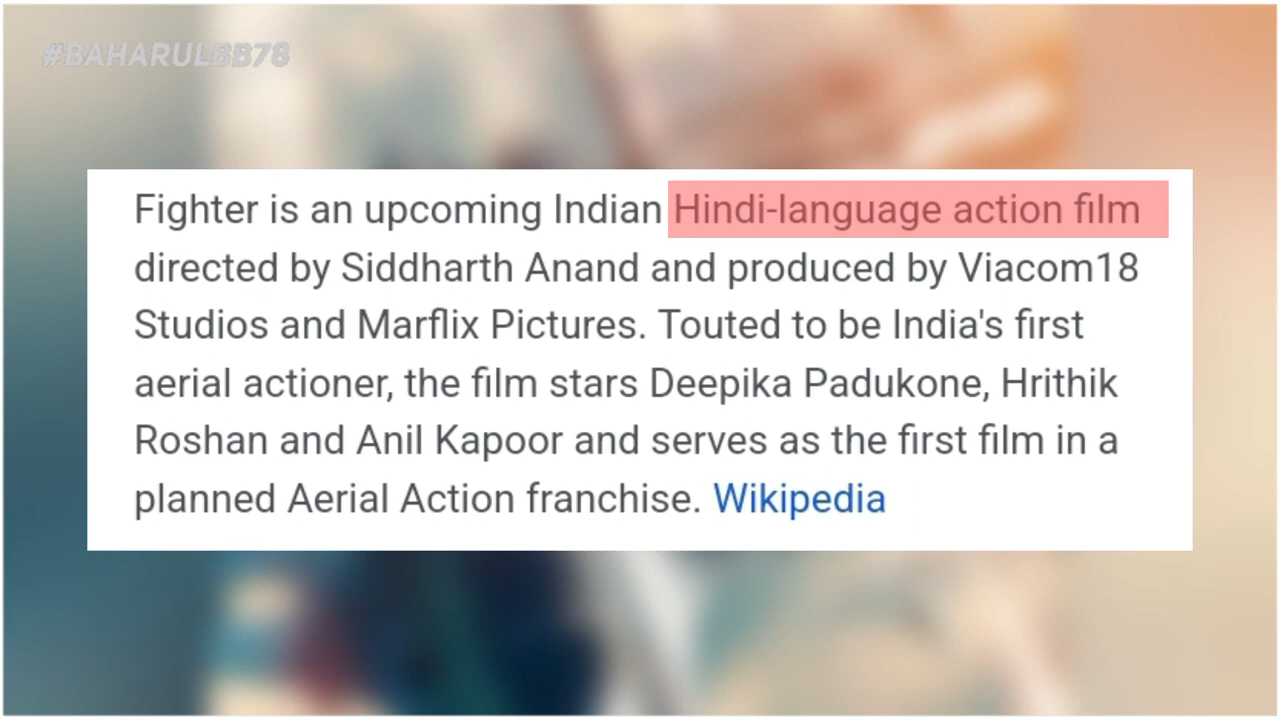 #BAHARULBB78
Fighter is an upcoming Indian Hindi-language action film
directed by Siddharth Anand and produced by Viacom18
Studios and Marflix Pictures. Touted to be India's first
aerial actioner, the film stars Deepika Padukone, Hrithik
Roshan and Anil Kapoor and serves as the first film in a
planned Aerial Action franchise. Wikipedia